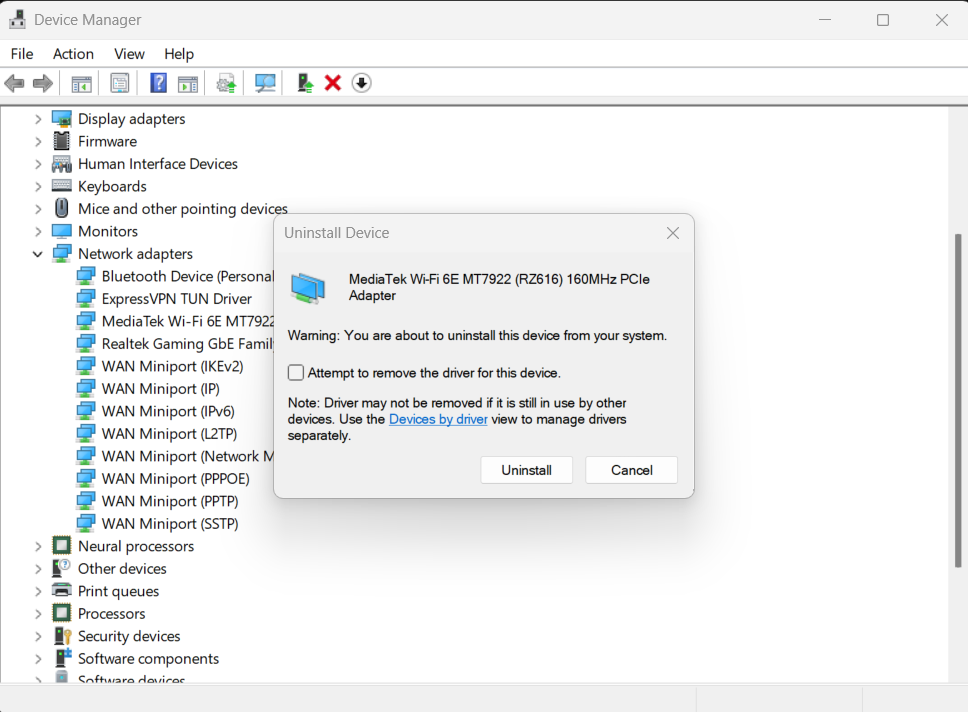 Device Manager
File Action View Help
Display adapters
Firmware
Human Interface Devices
Keyboards
Mice and other pointing devices
Monitors
Network adapters
Bluetooth Device (Personal
ExpressVPN TUN Driver
MediaTek Wi-Fi 6E MT7922
Realtek Gaming GbE Family
WAN Miniport (IKEv2)
WAN Miniport (IP)
WAN Miniport (IPv6)
WAN Miniport (L2TP)
WAN Miniport (Network M
WAN Miniport (PPPOE)
WAN Miniport (PPTP)
WAN Miniport (SSTP)
Neural processors
Other devices
Print queues
Processors
Security devices
Software components
Software devices
Uninstall Device
MediaTek Wi-Fi 6E MT7922 (RZ616) 160MHz PCIe
Adapter
Warning: You are about to uninstall this device from your system.
Attempt to remove the driver for this device.
Note: Driver may not be removed if it is still in use by other
devices. Use the Devices by driver view to manage drivers
separately.
Uninstall Cancel